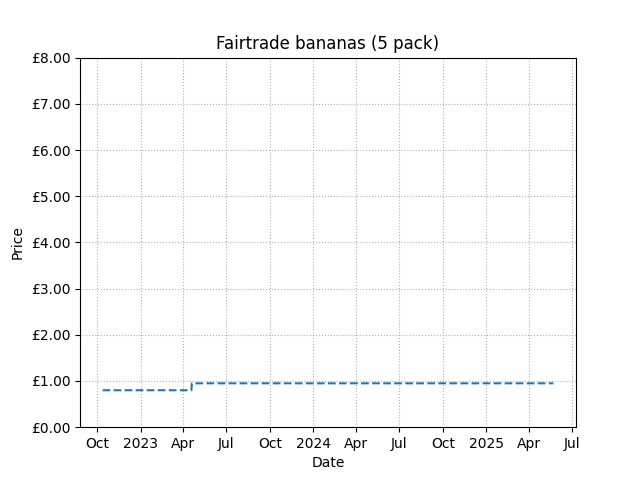 Fairtrade bananas (5 pack)
£8.00
£7.00
£6.00
£5.00
£4.00
£3.00
£2.00
£1.00
£0.00
Price
Oct 2023 Apr Jul Oct 2024 Apr Jul Oct 2025 Apr Jul
Date